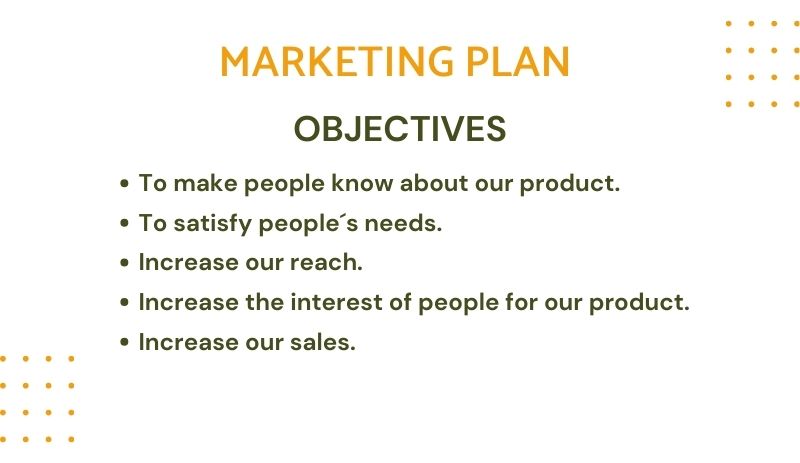 MARKETING PLAN
OBJECTIVES
• To make people know about our product.
• To satisfy people´s needs.
• Increase our reach.
• Increase the interest of people for our product.
• Increase our sales.